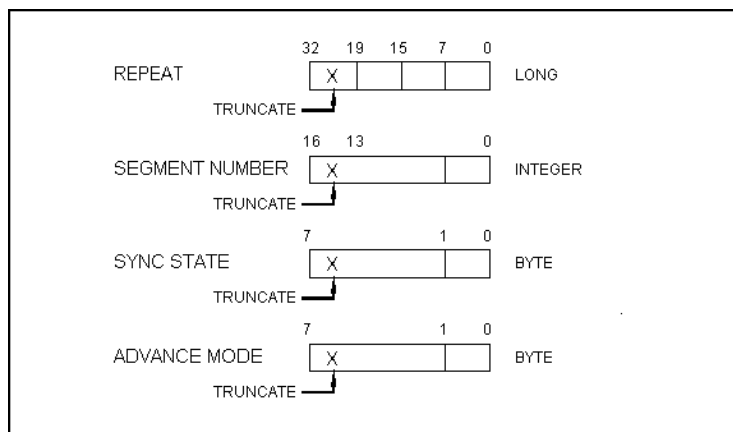 32 19 15 7 0
REPEAT X LONG
TRUNCATE
16 13 0
SEGMENT NUMBER X INTEGER
TRUNCATE
7 1 0
SYNC STATE X BYTE
TRUNCATE
7 1 0
ADVANCE MODE X BYTE
TRUNCATE